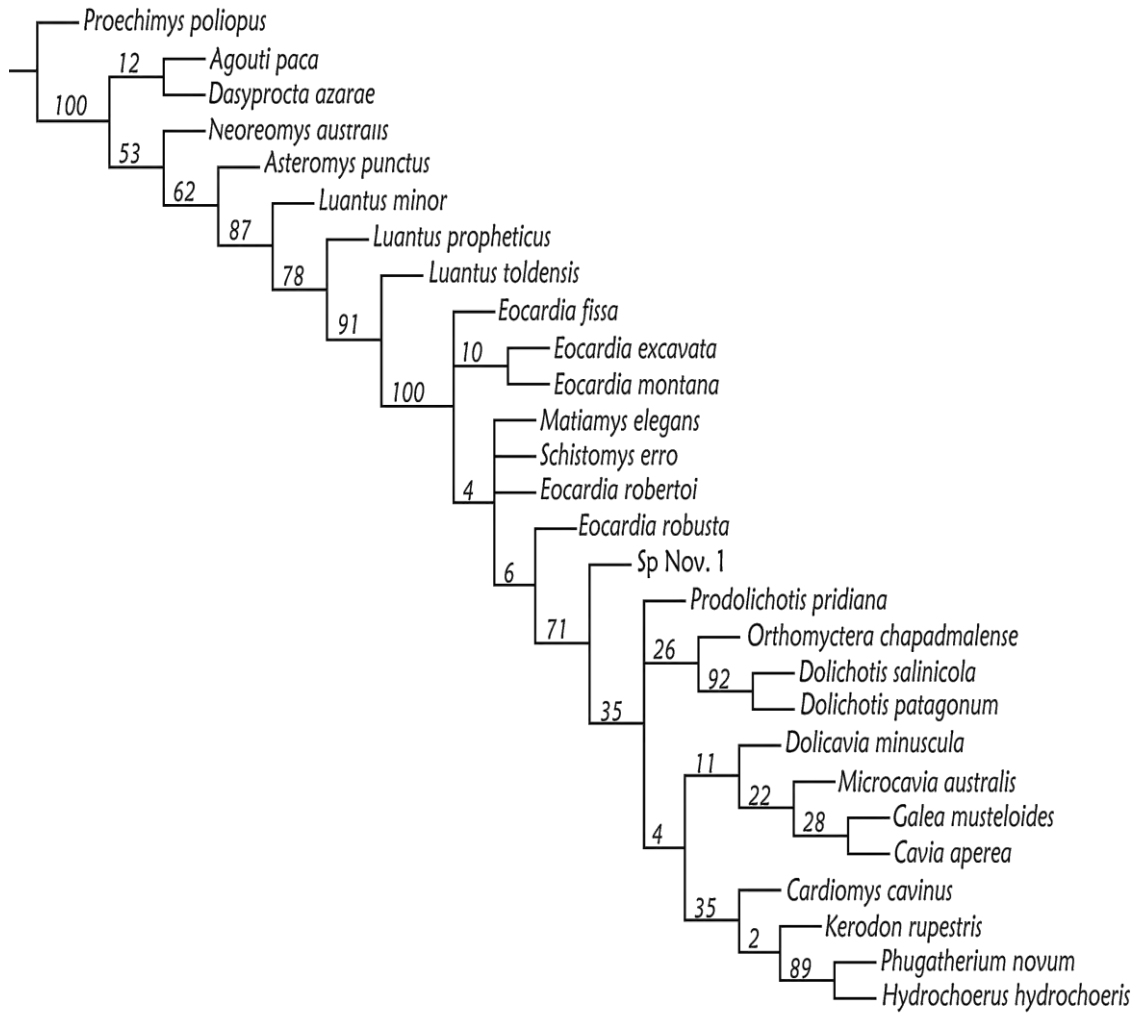 Proechimys poliopus
12
Agouti paca
Dasyprocta azarae
100
Neoreomys australis
53
Asteromys punctus
62
Luantus minor
87
Luantus propheticus
78
Luantus toldensis
91
Eocardia fissa
10
Eocardia excavata
Eocardia montana
100
Matiamys elegans
Schistomys erro
4
Eocardia robertoi
Eocardia robusta
6
Sp Nov. 1
71
Prodolichotis pridiana
26
Orthomyctera chapadmalense
92
Dolichotis salinicola
Dolichotis patagonum
35
Dolicavia minuscula
11
Microcavia australis
22
Galea musteloides
28
Cavia aperea
4
Cardiomys cavinus
35
Kerodon rupestris
2
Phugatherium novum
89
Hydrochoerus hydrochoeris